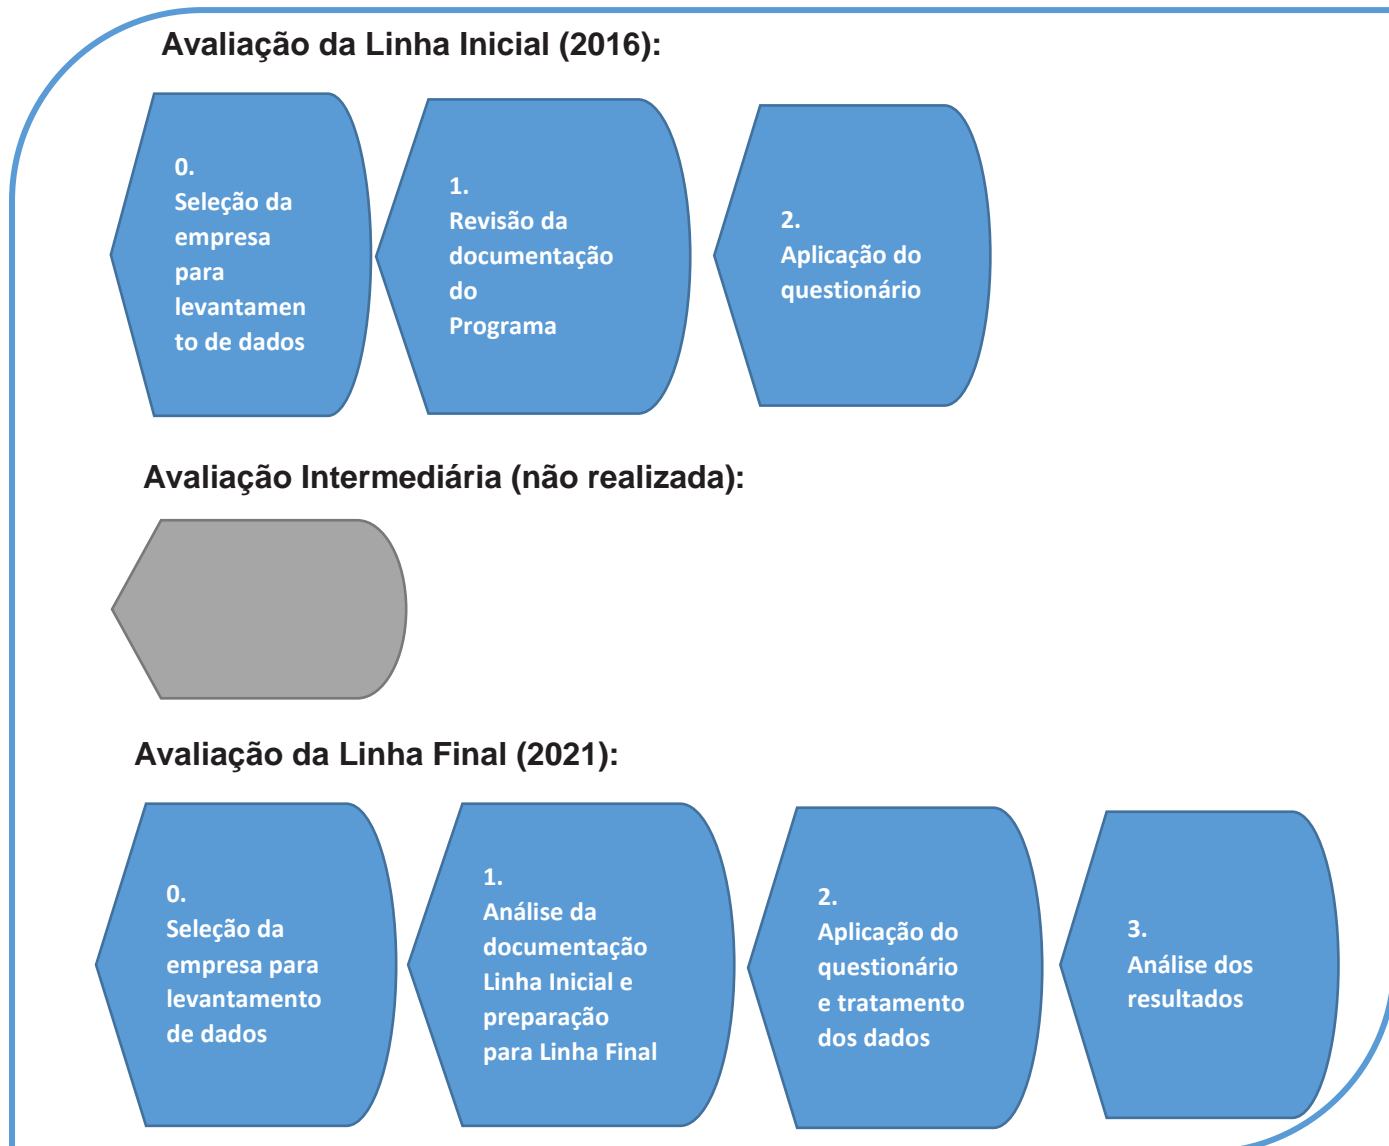 Avaliação da Linha Inicial (2016):
0.
Seleção da
empresa
para
levantamen
to de dados
1.
Revisão da
documentação
do
Programa
2.
Aplicação do
questionário
Avaliação Intermediária (não realizada):
Avaliação da Linha Final (2021):
0.
Seleção da
empresa para
levantamento
de dados
1.
Análise da
documentação
Linha Inicial e
preparação
para Linha Final
2.
Aplicação do
questionário
e tratamento
dos dados
3.
Análise dos
resultados